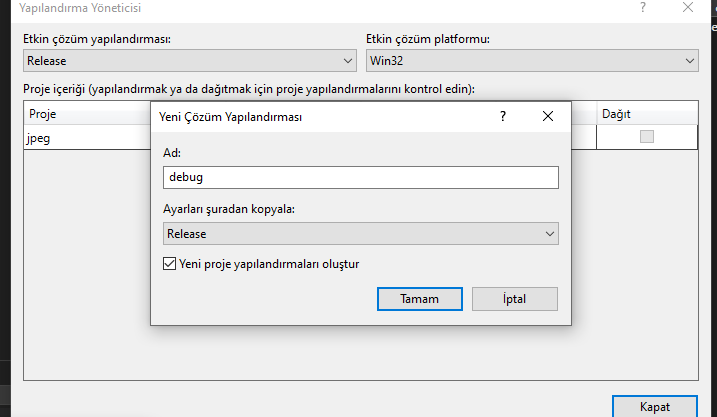 Yapılandırma Yöneticisi
Etkin çözüm yapılandırması:
Etkin çözüm platformu:
Release
Win32
Proje içeriği (yapılandırmak ya da dağıtmak için proje yapılandırmalarını kontrol edin):
Proje
Dağıt
jpeg
Yeni Çözüm Yapılandırması
Ad:
debug
Ayarları şuradan kopyala:
Release
Yeni proje yapılandırmaları oluştur
Tamam
İptal
Kapat